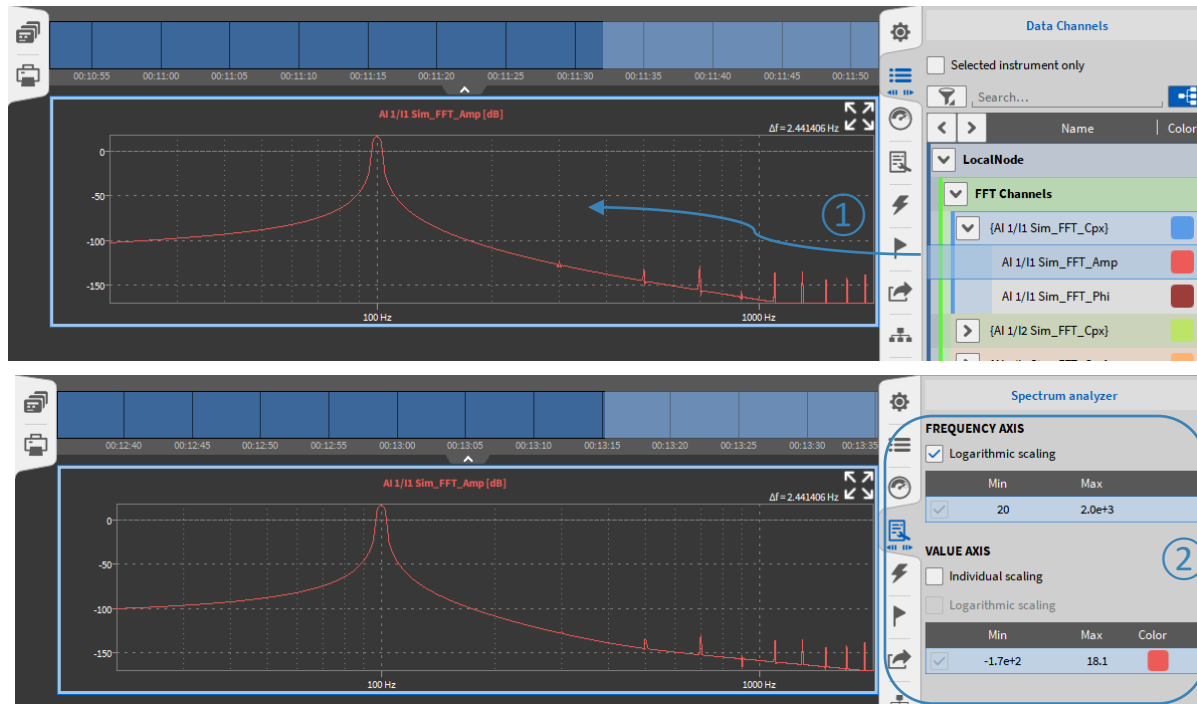 00:10:55 00:11:00 00:11:05 00:11:10 00:11:15 00:11:20 00:11:25 00:11:30 00:11:35 00:11:40 00:11:45 00:11:50
AI 1/I1 Sim_FFT_Amp [dB]
Δf = 2.441406 Hz
0
-50
-100
-150
100 Hz 1000 Hz
①
Data Channels
Selected instrument only
Search...
Name Color
LocalNode
FFT Channels
{AI 1/I1 Sim_FFT_Cpx}
AI 1/I1 Sim_FFT_Amp
AI 1/I1 Sim_FFT_Phi
{AI 1/I2 Sim_FFT_Cpx}
00:12:40 00:12:45 00:12:50 00:12:55 00:13:00 00:13:05 00:13:10 00:13:15 00:13:20 00:13:25 00:13:30 00:13:35
AI 1/I1 Sim_FFT_Amp [dB]
Δf = 2.441406 Hz
0
-50
-100
-150
100 Hz 1000 Hz
Spectrum analyzer
FREQUENCY AXIS
Logarithmic scaling
Min Max
20 2.0e+3
②
VALUE AXIS
Individual scaling
Logarithmic scaling
Min Max Color
-1.7e+2 18.1